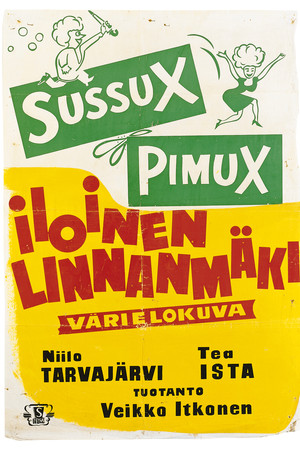 SUSSUX
PIMUX
iLOiNEN
LINNANMÄKI
VÄRIELOKUVA
Niilo Tea
TARVAJÄRVI ISTA
TUOTANTO
Veikko Itkonen